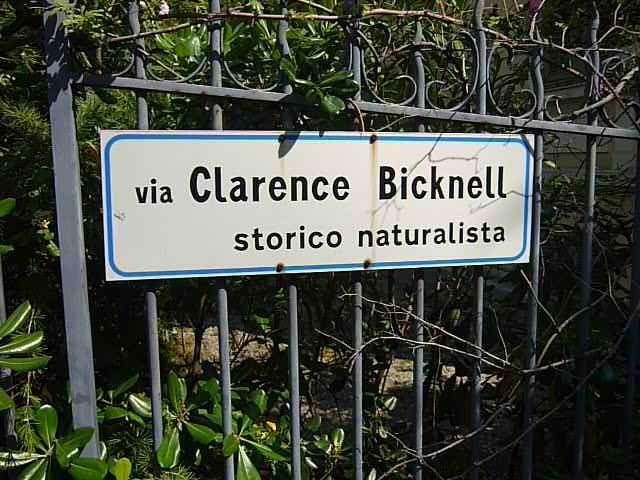 via Clarence Bicknell
storico naturalista